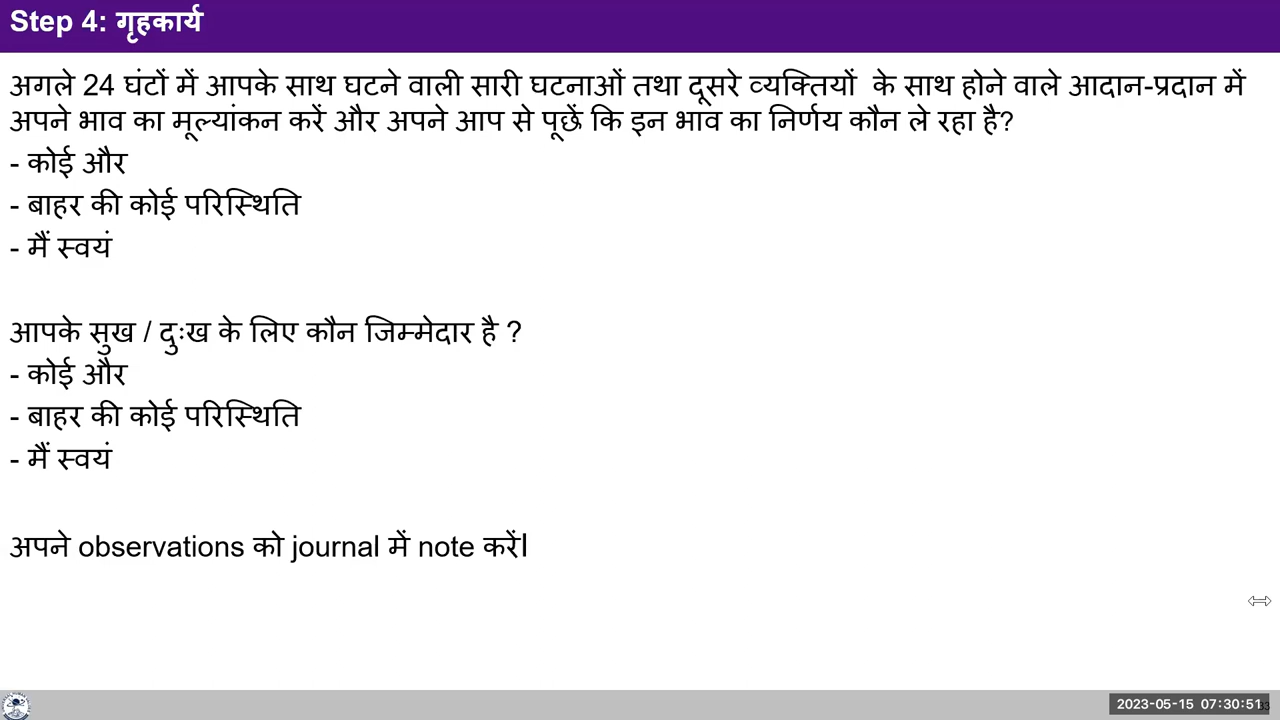 Step 4: गृहकार्य
अगले 24 घंटों में आपके साथ घटने वाली सारी घटनाओं तथा दूसरे व्यक्तियों के साथ होने वाले आदान-प्रदान में
अपने भाव का मूल्यांकन करें और अपने आप से पूछें कि इन भाव का निर्णय कौन ले रहा है?
- कोई और
- बाहर की कोई परिस्थिति
- मैं स्वयं
आपके सुख / दुःख के लिए कौन जिम्मेदार है ?
- कोई और
- बाहर की कोई परिस्थिति
- मैं स्वयं
अपने observations को journal में note करें।
2023-05-15 07:30:51